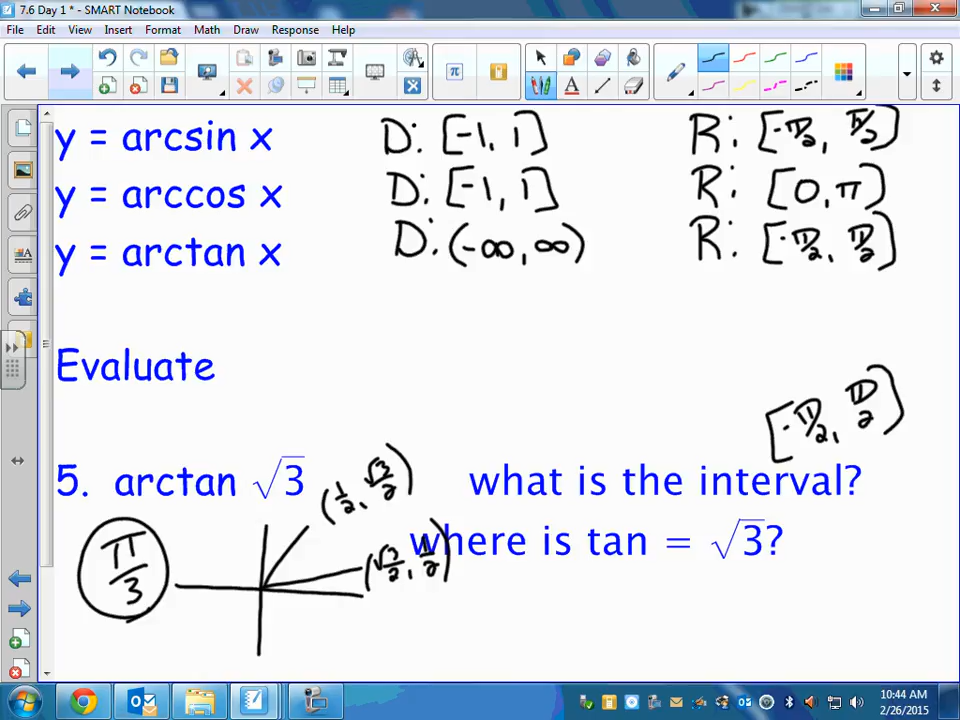 7.6 Day 1 * - SMART Notebook
File Edit View Insert Format Math Draw Response Help
y = arcsin x D: [-1, 1] R: [-π/2, π/2]
y = arccos x D: [-1, 1] R: [0, π]
y = arctan x D: (-∞, ∞) R: [-π/2, π/2]
Evaluate
[-π/2, π/2]
5. arctan √3 (1/2, √3/2) what is the interval?
where is tan = √3?
π/3 (√3/2, 1/2)
10:44 AM
2/26/2015